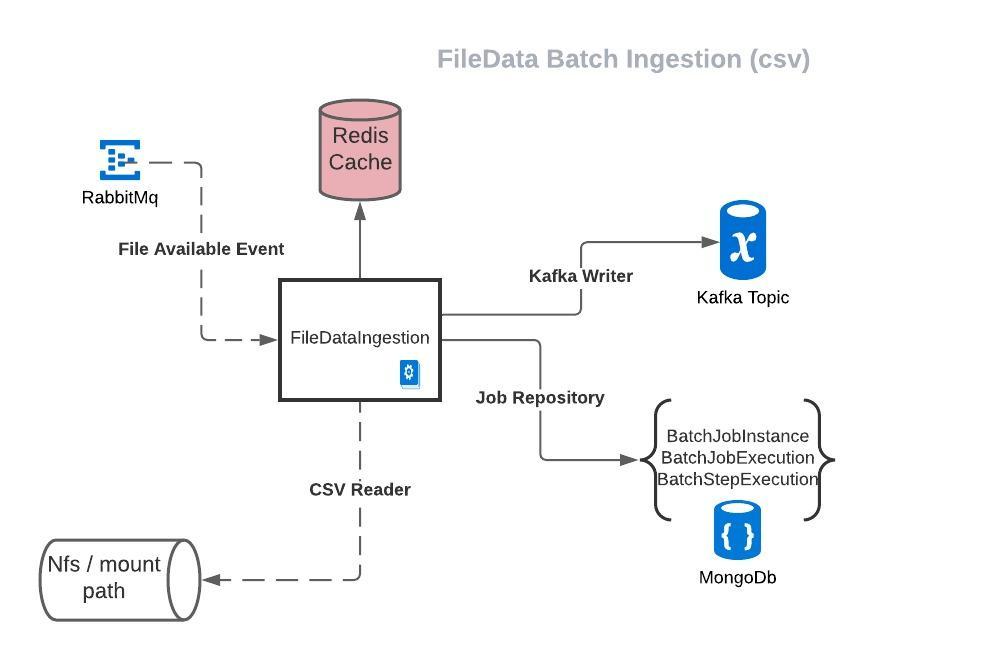 FileData Batch Ingestion (csv)
Redis
Cache
RabbitMq
File Available Event
Kafka Writer
Kafka Topic
FileDataIngestion
Job Repository
BatchJobInstance
BatchJobExecution
BatchStepExecution
CSV Reader
{ }
MongoDb
Nfs / mount
path